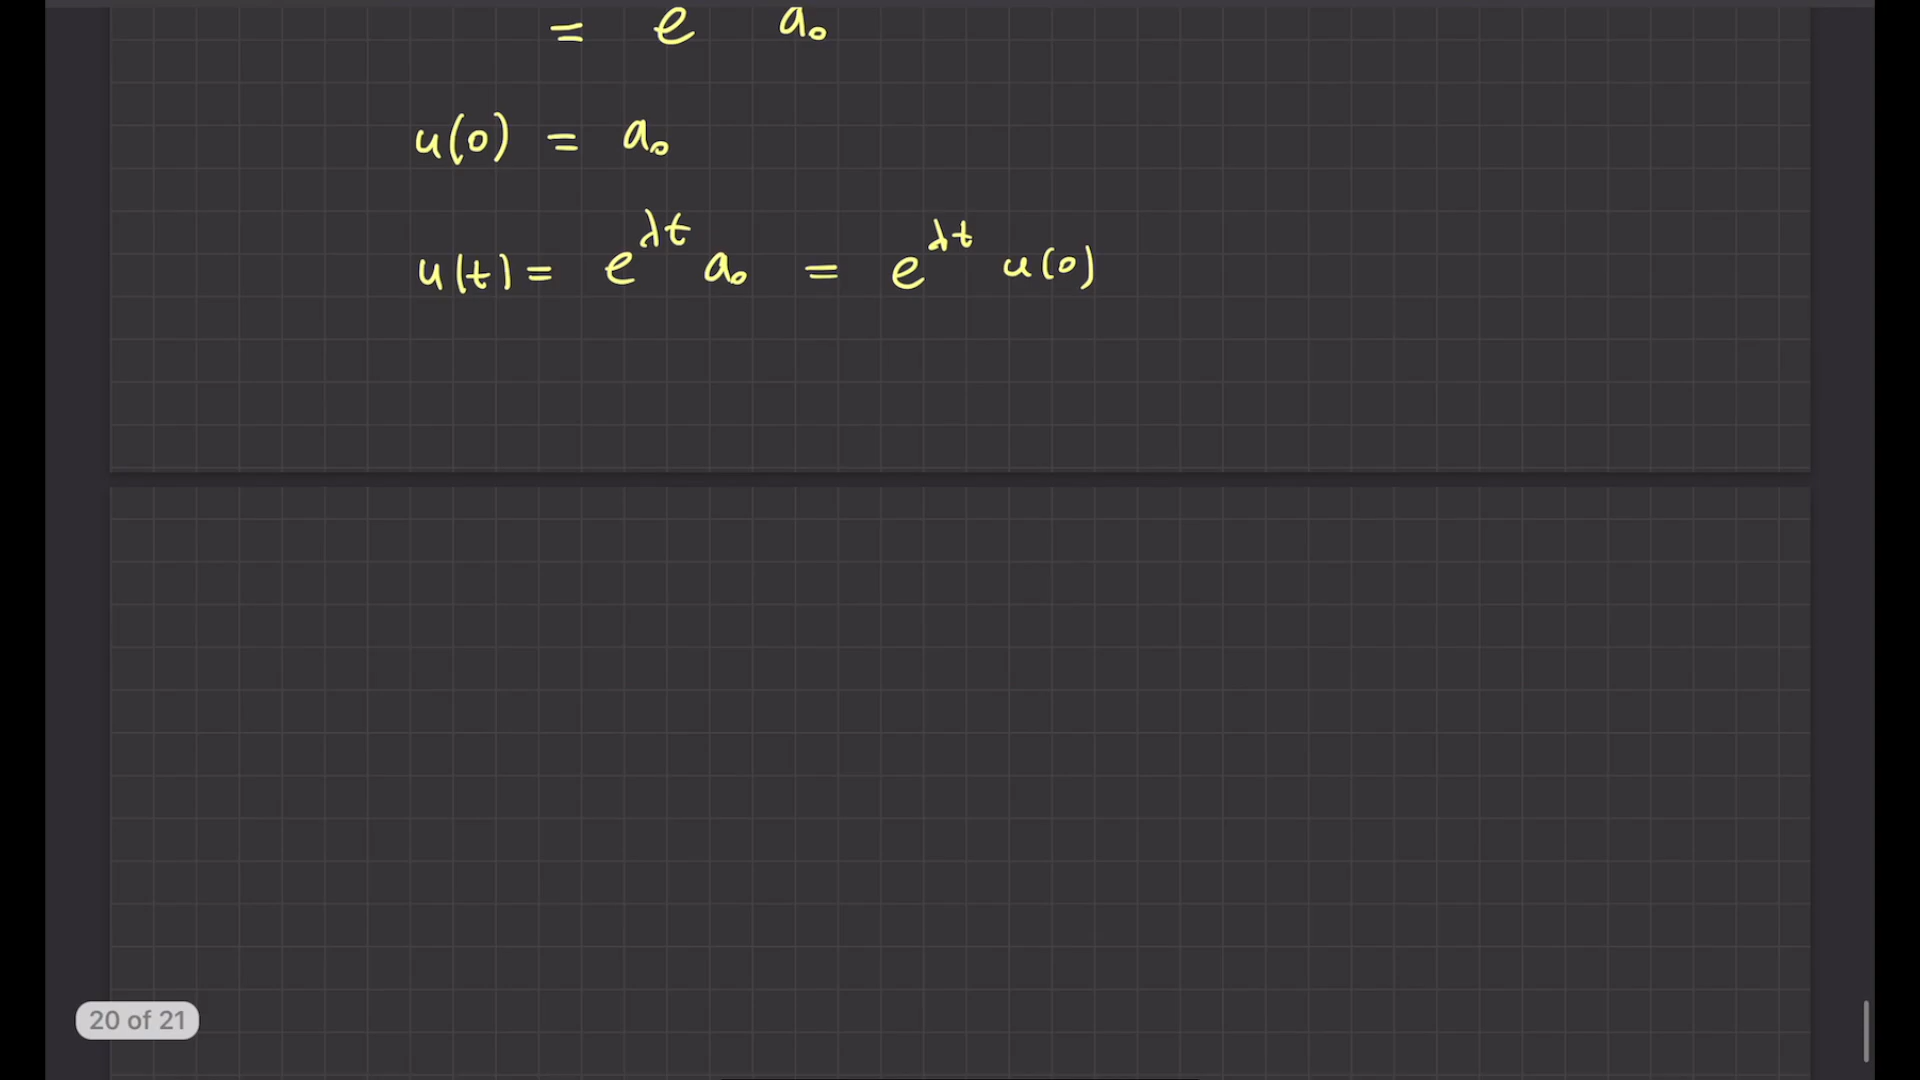 = e a₀
u(0) = a₀
u(t) = e^{λt} a₀ = e^{λt} u(0)
20 of 21